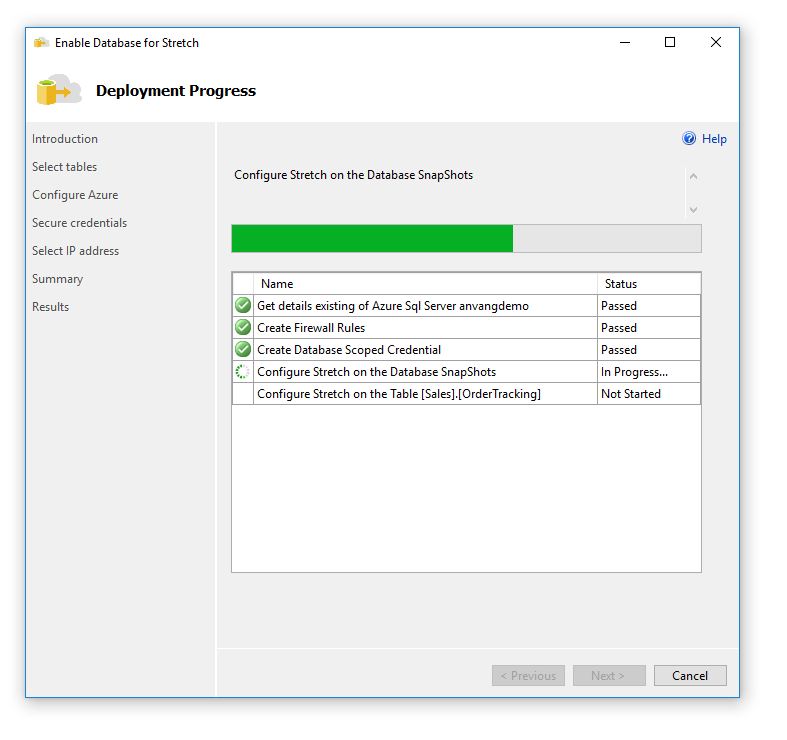 Enable Database for Stretch
Deployment Progress
Introduction
Select tables
Configure Azure
Secure credentials
Select IP address
Summary
Results
Help
Configure Stretch on the Database SnapShots
Name Status
Get details existing of Azure Sql Server anvangdemo Passed
Create Firewall Rules Passed
Create Database Scoped Credential Passed
Configure Stretch on the Database SnapShots In Progress...
Configure Stretch on the Table [Sales].[OrderTracking] Not Started
< Previous Next > Cancel